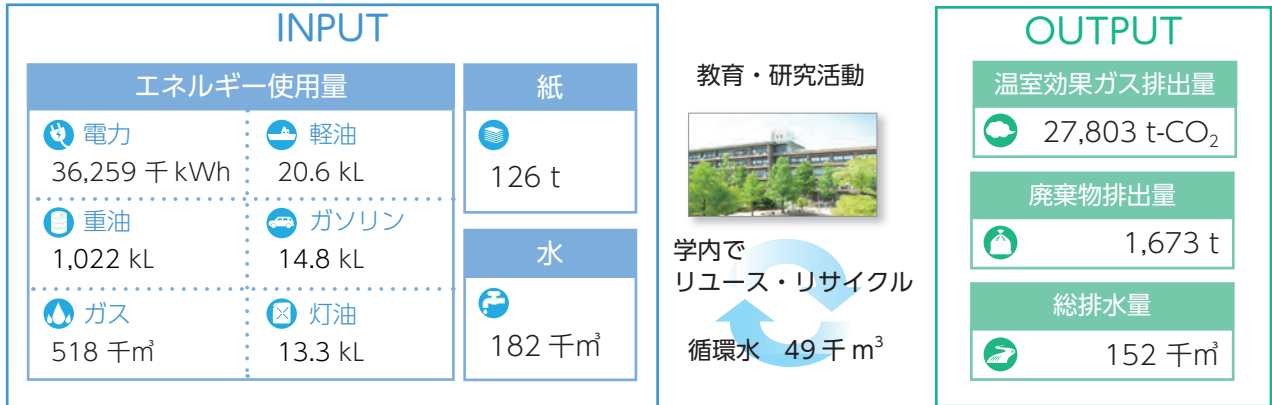 INPUT
エネルギー使用量
電力
36,259 千 kWh
軽油
20.6 kL
重油
1,022 kL
ガソリン
14.8 kL
ガス
518 千㎥
灯油
13.3 kL
紙
126 t
水
182 千㎥
教育・研究活動
学内で
リユース・リサイクル
循環水 49 千 m³
OUTPUT
温室効果ガス排出量
27,803 t-CO₂
廃棄物排出量
1,673 t
総排水量
152 千㎥